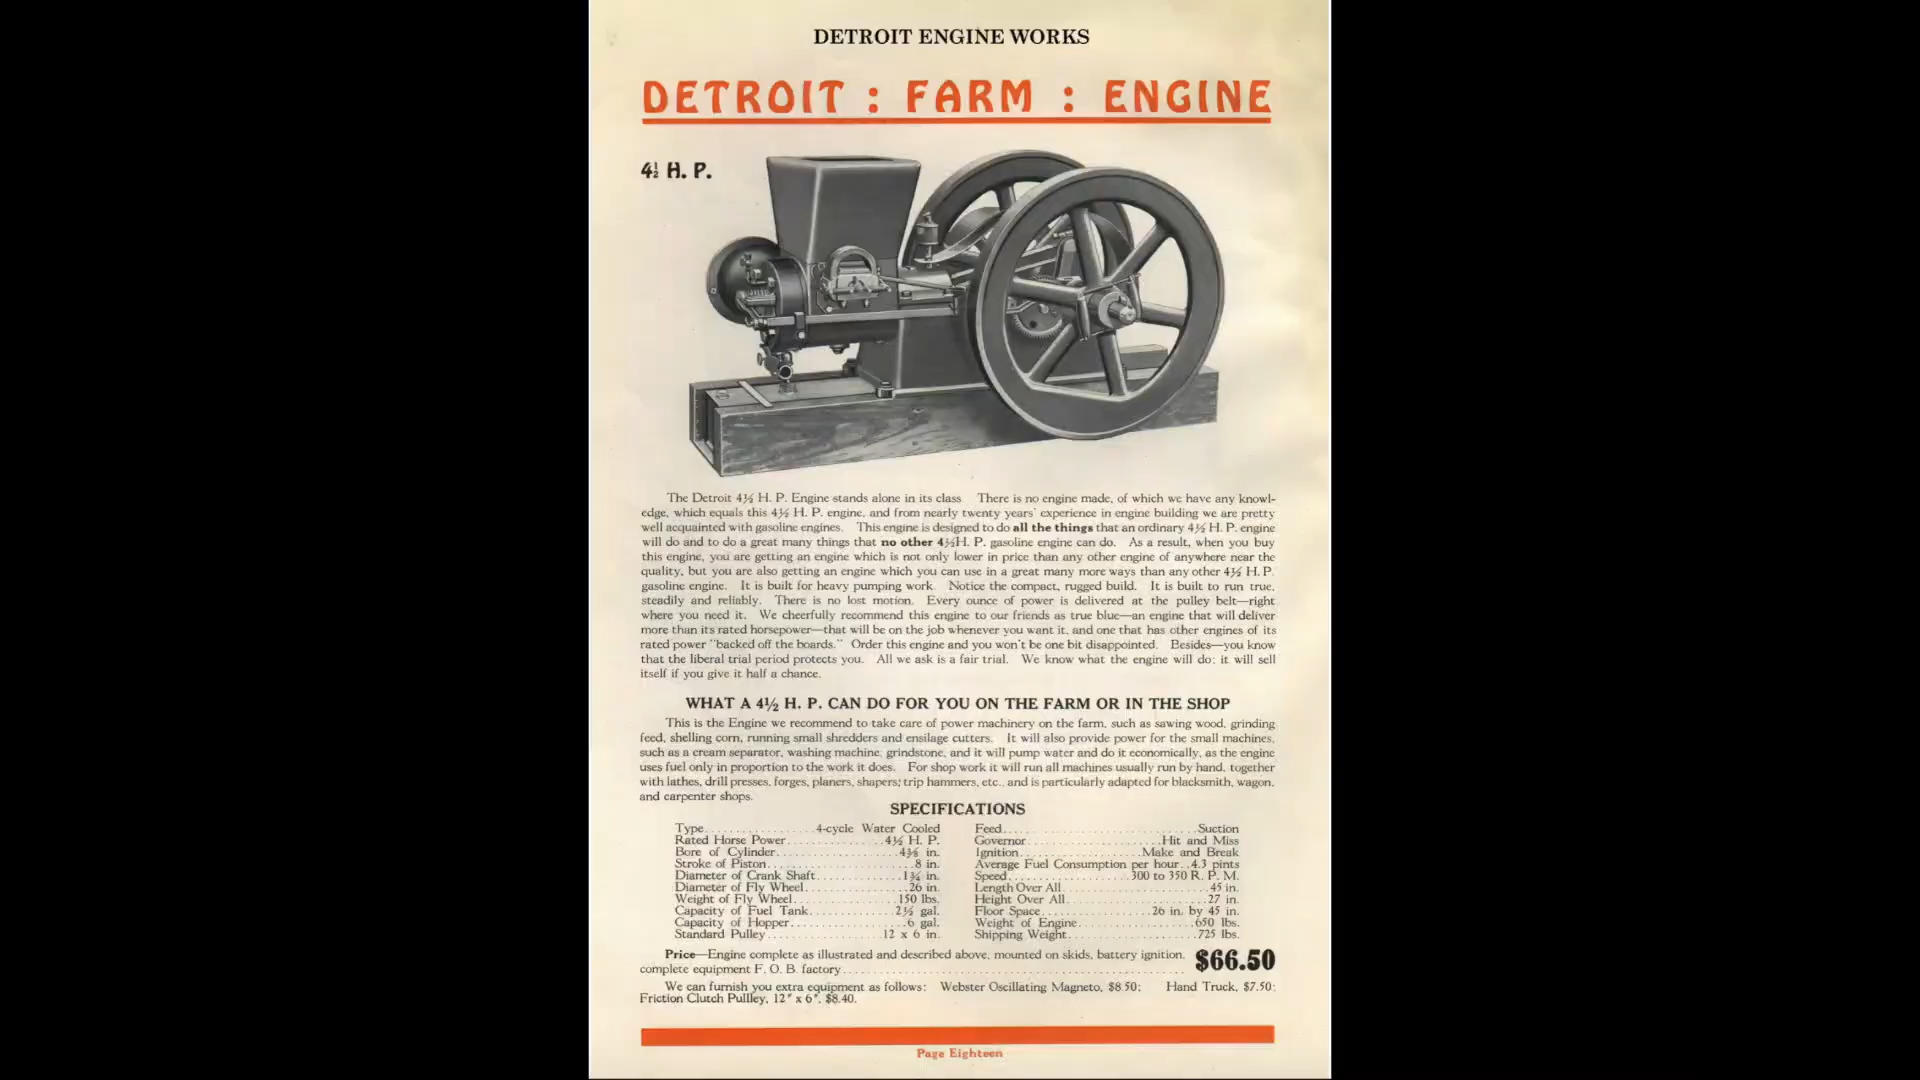 DETROIT ENGINE WORKS
DETROIT : FARM : ENGINE
4½ H. P.
The Detroit 4½ H. P. Engine stands alone in its class There is no engine made, of which we have any knowl-
edge, which equals this 4½ H. P. engine, and from nearly twenty years' experience in engine building we are pretty
well acquainted with gasoline engines. This engine is designed to do all the things that an ordinary 4½ H. P. engine
will do and to do a great many things that no other 4½H. P. gasoline engine can do. As a result, when you buy
this engine, you are getting an engine which is not only lower in price than any other engine of anywhere near the
quality, but you are also getting an engine which you can use in a great many more ways than any other 4½ H. P.
gasoline engine. It is built for heavy pumping work. Notice the compact, rugged build. It is built to run true,
steadily and reliably. There is no lost motion. Every ounce of power is delivered at the pulley belt—right
where you need it. We cheerfully recommend this engine to our friends as true blue—an engine that will deliver
more than its rated horsepower—that will be on the job whenever you want it, and one that has other engines of its
rated power "backed off the boards." Order this engine and you won't be one bit disappointed. Besides—you know
that the liberal trial period protects you. All we ask is a fair trial. We know what the engine will do; it will sell
itself if you give it half a chance.
WHAT A 4½ H. P. CAN DO FOR YOU ON THE FARM OR IN THE SHOP
This is the Engine we recommend to take care of power machinery on the farm, such as sawing wood, grinding
feed, shelling corn, running small shredders and ensilage cutters. It will also provide power for the small machines,
such as a cream separator, washing machine, grindstone, and it will pump water and do it economically, as the engine
uses fuel only in proportion to the work it does. For shop work it will run all machines usually run by hand, together
with lathes, drill presses, forges, planers, shapers; trip hammers, etc., and is particularly adapted for blacksmith, wagon,
and carpenter shops.
SPECIFICATIONS
Type 4-cycle Water Cooled
Rated Horse Power 4½ H. P.
Bore of Cylinder in.
Stroke of Piston 8 in.
Diameter of Crank Shaft 1¾ in.
Diameter of Fly Wheel 26 in.
Weight of Fly Wheel 150 lbs.
Capacity of Fuel Tank 2½ gal.
Capacity of Hopper 6 gal.
Standard Pulley 12 x 6 in.
Feed Suction
Governor Hit and Miss
Ignition Make and Break
Average Fuel Consumption per hour 4.3 pints
Speed 300 to 350 R. P. M.
Length Over All 45 in.
Height Over All 27 in.
Floor Space 26 in. by 45 in.
Weight of Engine 650 lbs.
Shipping Weight 725 lbs.
Price—Engine complete as illustrated and described above, mounted on skids, battery ignition,
complete equipment F. O. B. factory $66.50
We can furnish you extra equipment as follows: Webster Oscillating Magneto, $8.50; Hand Truck, $7.50;
Friction Clutch Pullley, 12" x 6", $8.40.
Page Eighteen